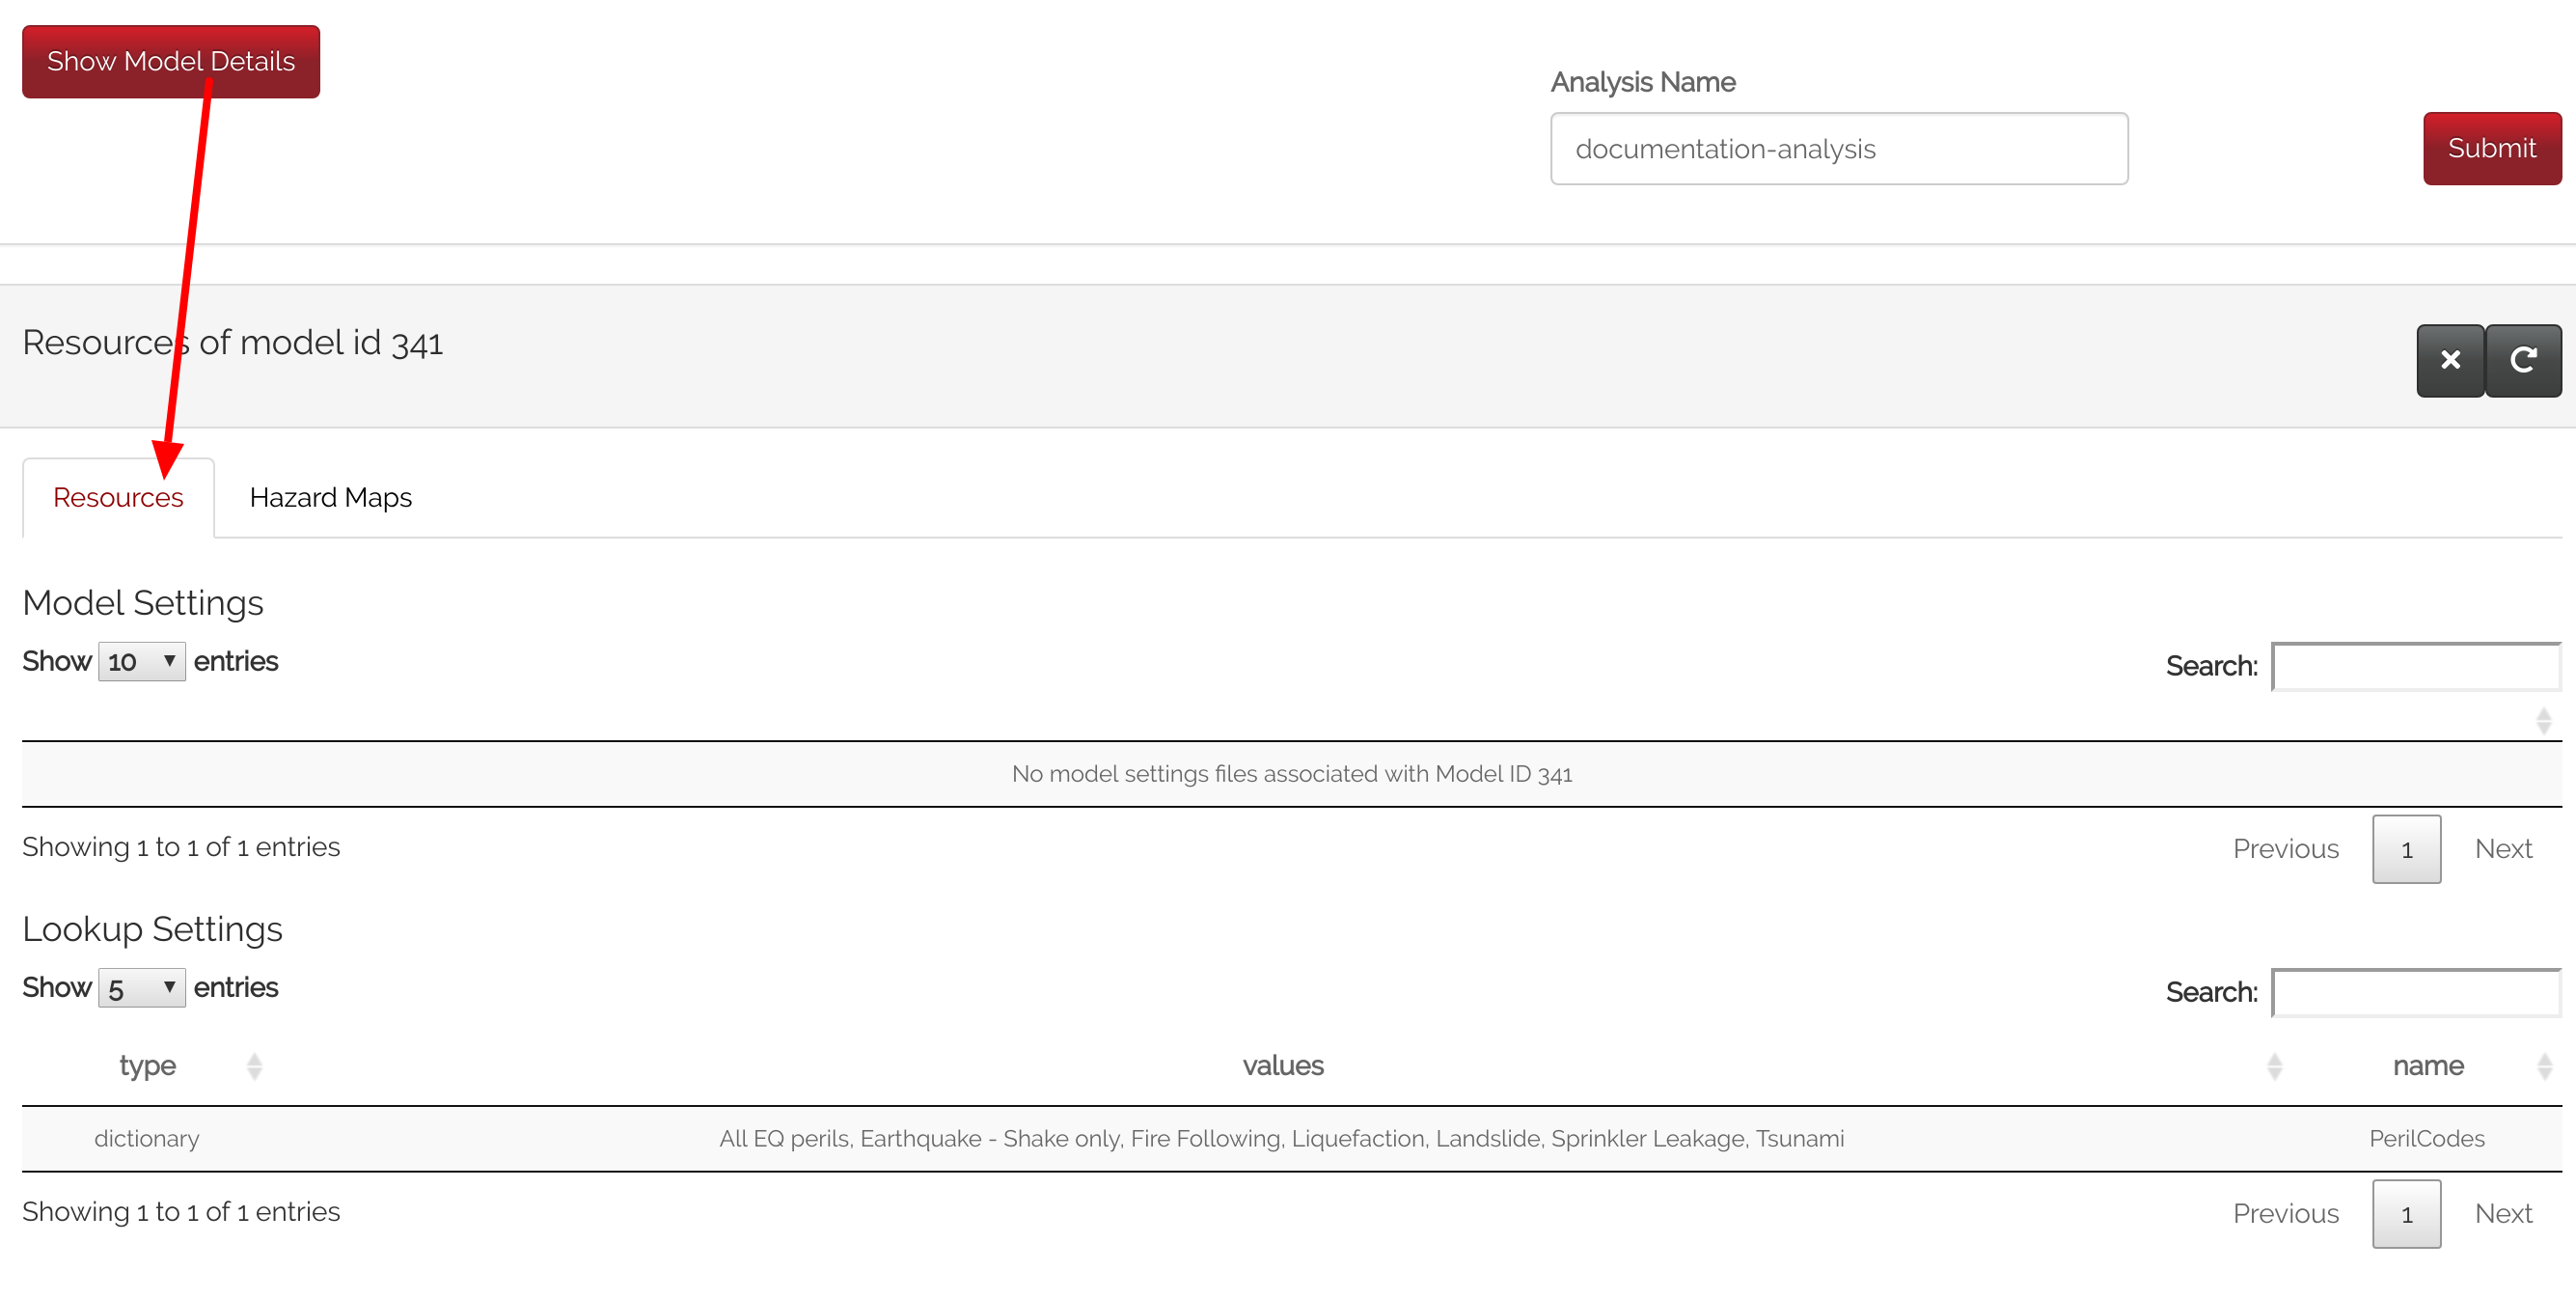 Show Model Details
Analysis Name
documentation-analysis
Submit
Resources of model id 341
Resources Hazard Maps
Model Settings
Show 10 entries
Search:
No model settings files associated with Model ID 341
Showing 1 to 1 of 1 entries
Previous 1 Next
Lookup Settings
Show 5 entries
Search:
type values name
dictionary All EQ perils, Earthquake - Shake only, Fire Following, Liquefaction, Landslide, Sprinkler Leakage, Tsunami PerilCodes
Showing 1 to 1 of 1 entries
Previous 1 Next